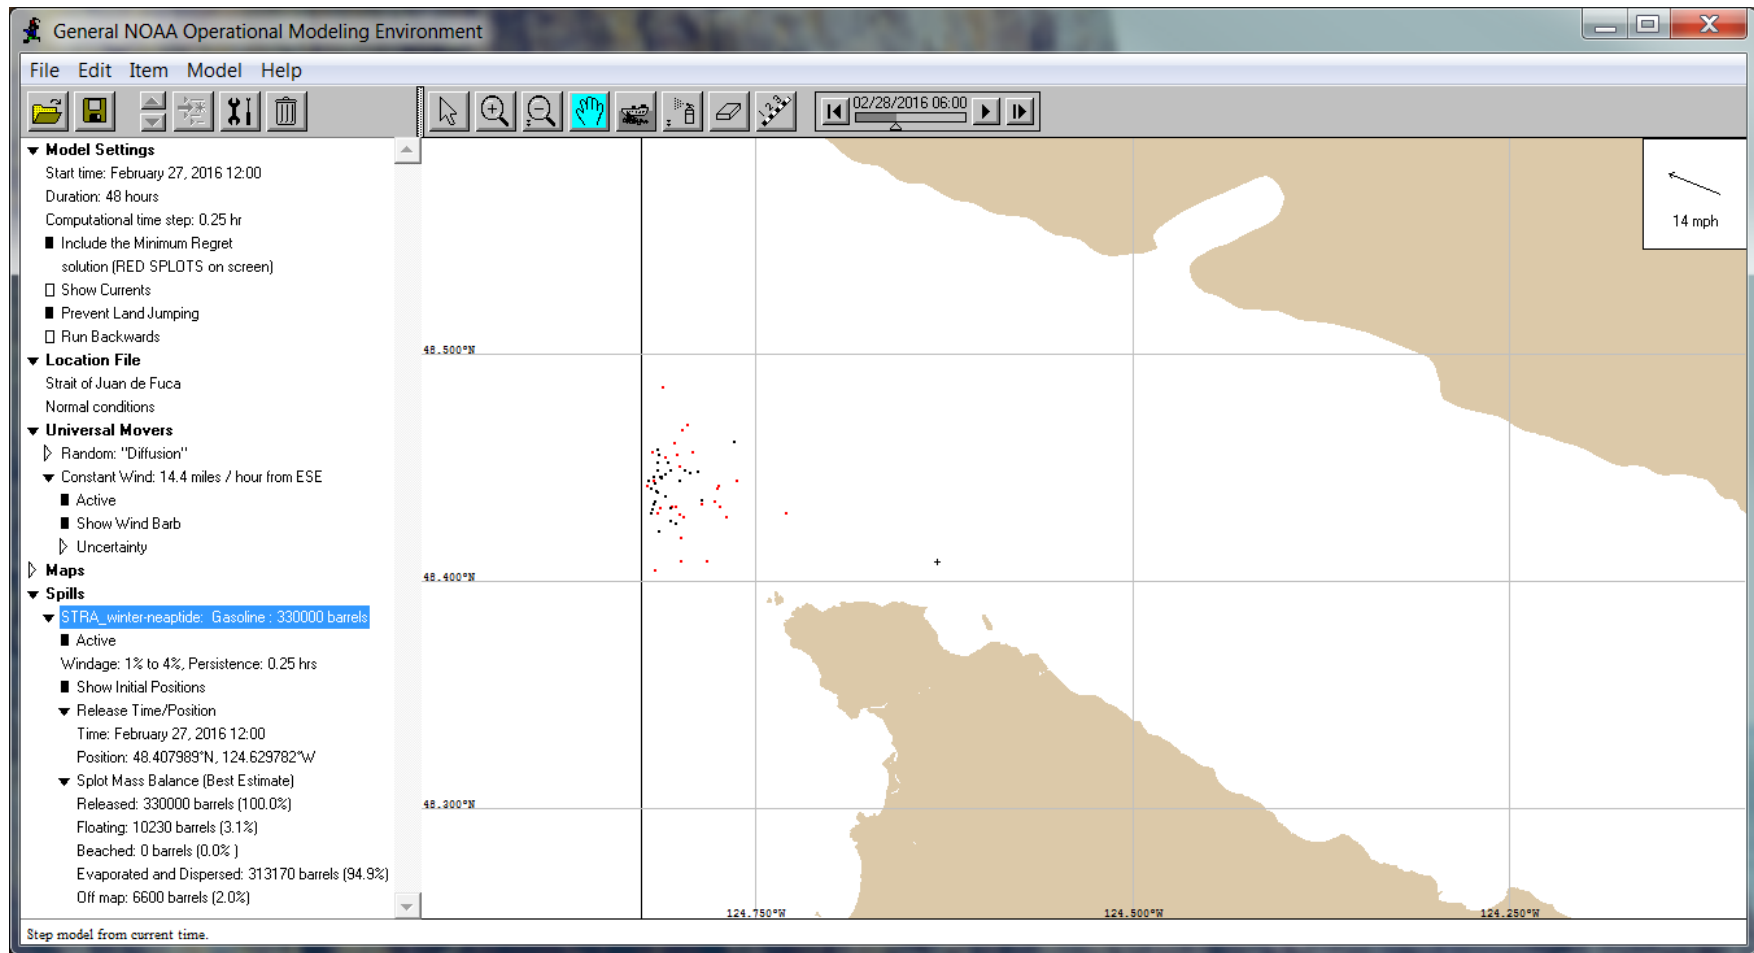 General NOAA Operational Modeling Environment
File Edit Item Model Help
02/28/2016 06:00
Model Settings
Start time: February 27, 2016 12:00
Duration: 48 hours
Computational time step: 0.25 hr
Include the Minimum Regret
solution (RED SPLOTS on screen)
Show Currents
Prevent Land Jumping
Run Backwards
Location File
Strait of Juan de Fuca
Normal conditions
Universal Movers
Random: "Diffusion"
Constant Wind: 14.4 miles / hour from ESE
Active
Show Wind Barb
Uncertainty
Maps
Spills
STRA_winter-neaptide: Gasoline : 330000 barrels
Active
Windage: 1% to 4%, Persistence: 0.25 hrs
Show Initial Positions
Release Time/Position
Time: February 27, 2016 12:00
Position: 48.407989°N, 124.629782°W
Splot Mass Balance (Best Estimate)
Released: 330000 barrels (100.0%)
Floating: 10230 barrels (3.1%)
Beached: 0 barrels (0.0% )
Evaporated and Dispersed: 313170 barrels (94.9%)
Off map: 6600 barrels (2.0%)
14 mph
48.500°N
48.400°N
48.300°N
124.750°W
124.500°W
124.250°W
Step model from current time.